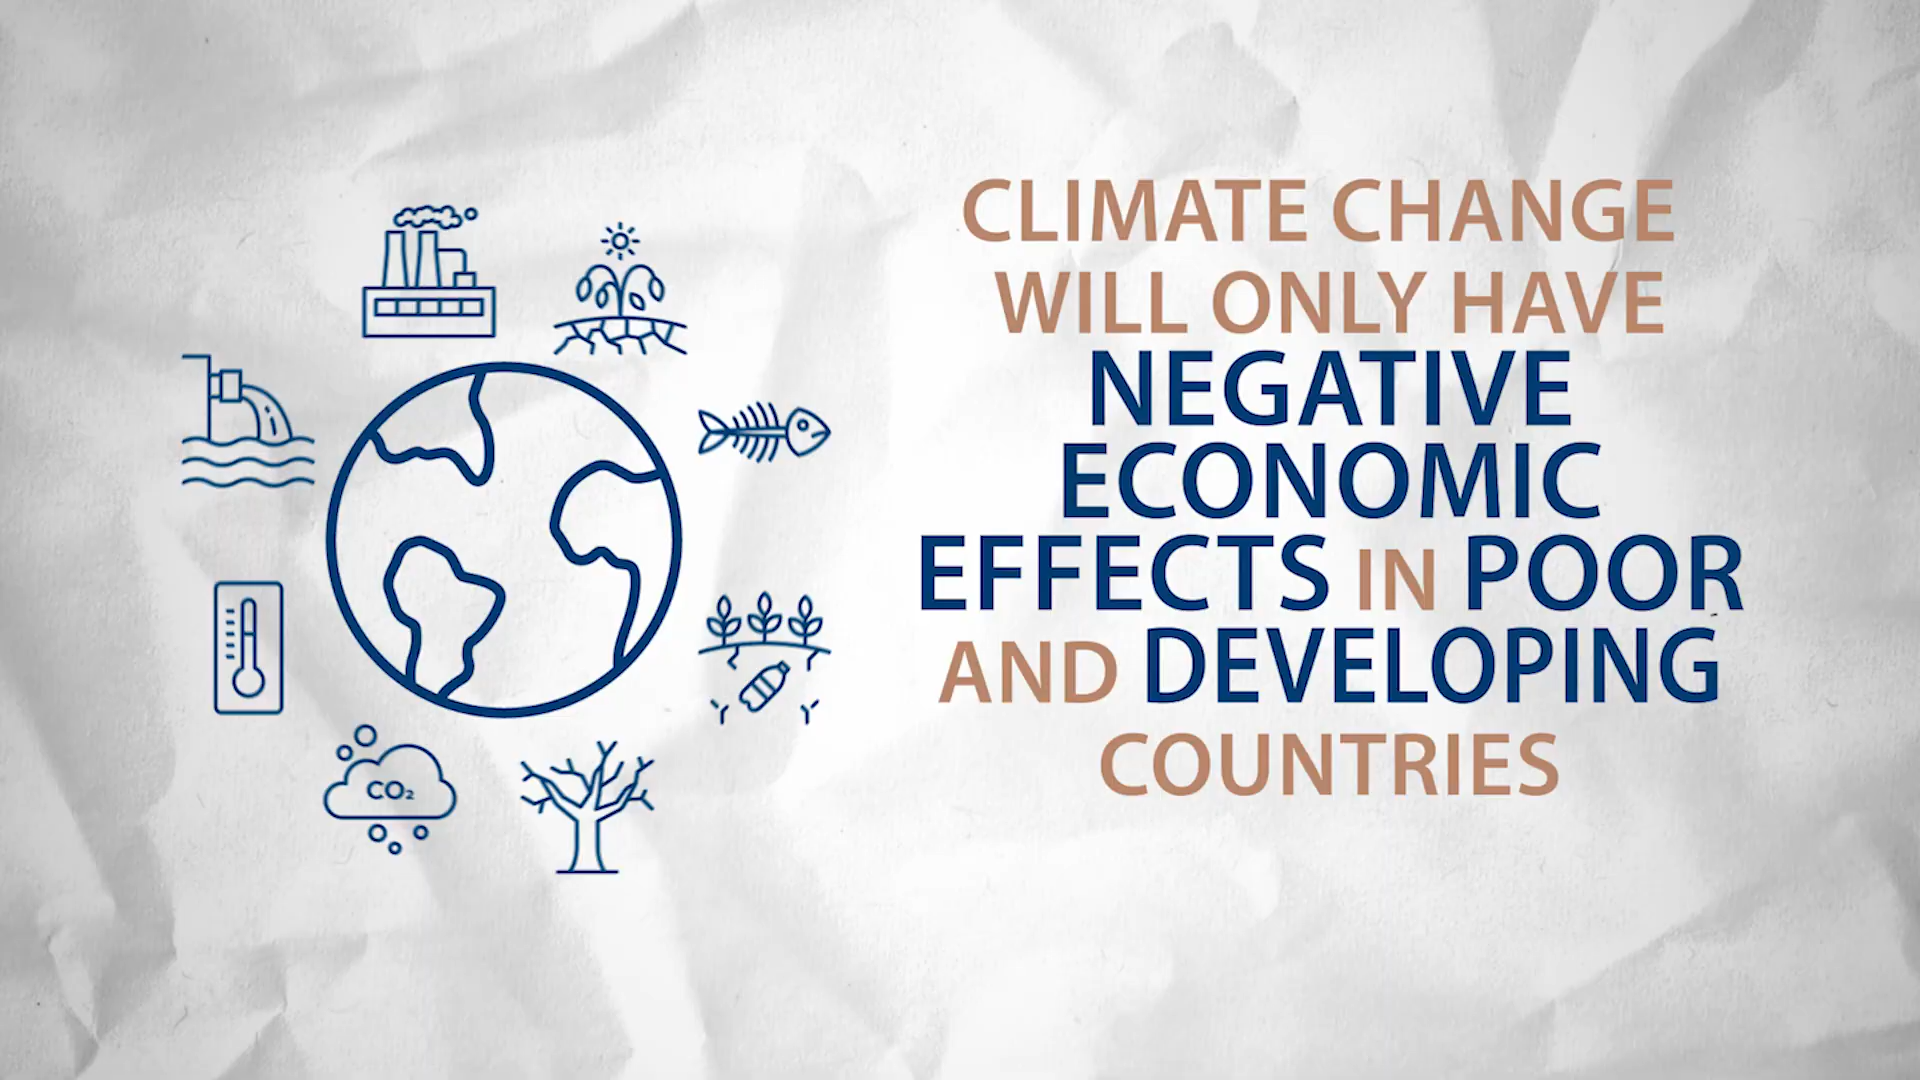 CLIMATE CHANGE
WILL ONLY HAVE
NEGATIVE
ECONOMIC
EFFECTS IN POOR
AND DEVELOPING
COUNTRIES
CO₂